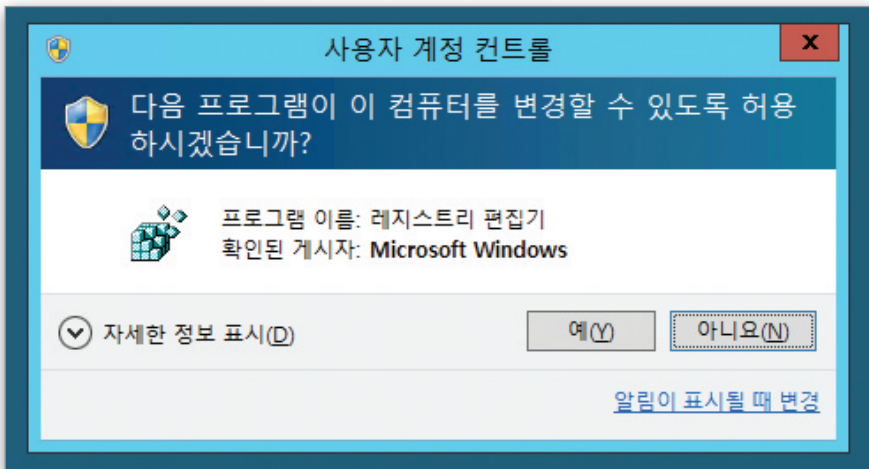 사용자 계정 컨트롤
x
다음 프로그램이 이 컴퓨터를 변경할 수 있도록 허용
하시겠습니까?
프로그램 이름: 레지스트리 편집기
확인된 게시자: Microsoft Windows
자세한 정보 표시(D)
예(Y)
아니요(N)
알림이 표시될 때 변경